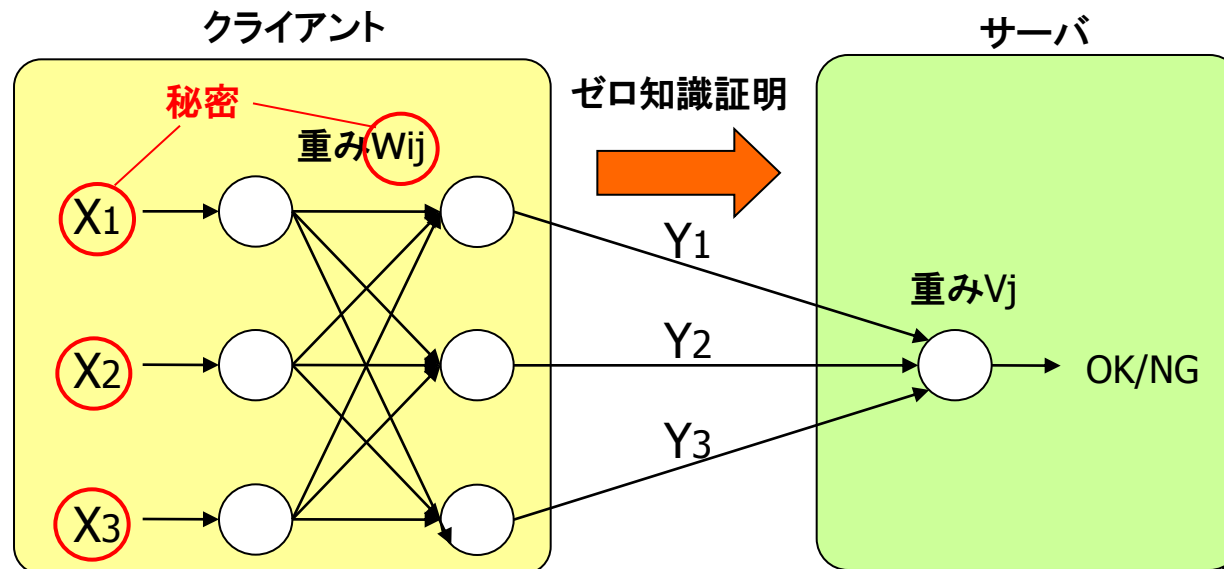 クライアント
サーバ
秘密
ゼロ知識証明
重みWij
X1
Y1
重みVj
X2
Y2
OK/NG
Y3
X3